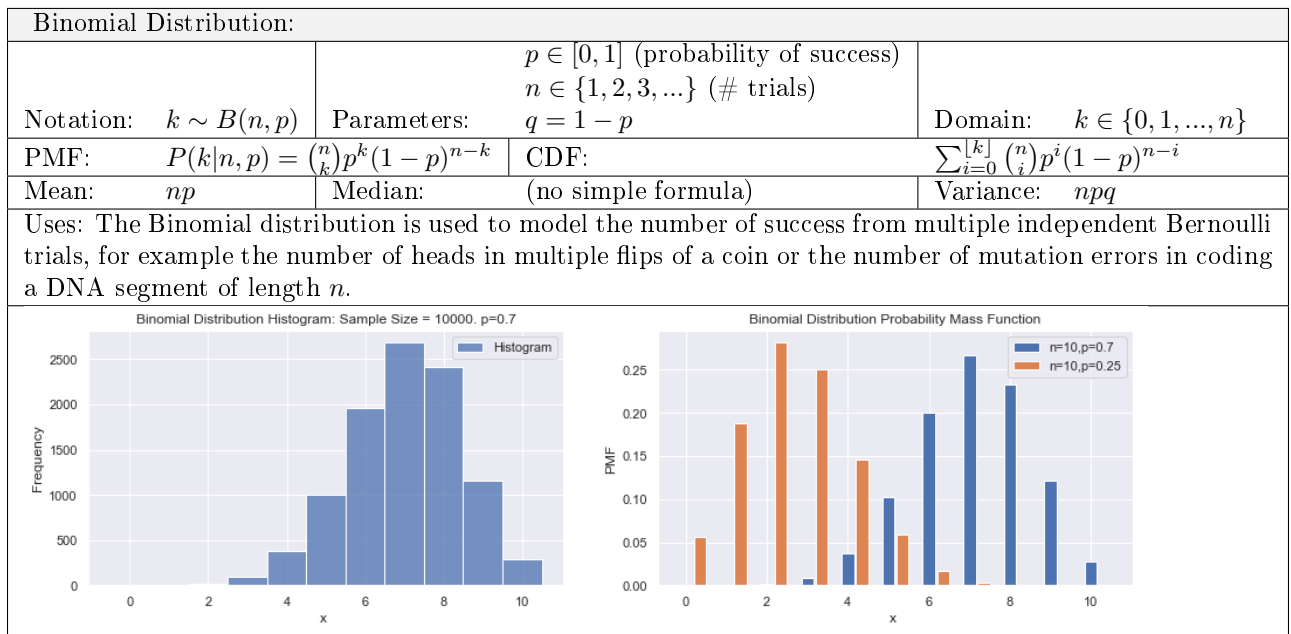 Binomial Distribution:
p ∈ [0, 1] (probability of success)
n ∈ {1, 2, 3, ...} (# trials)
Notation: k ∼ B(n, p) Parameters: q = 1 − p Domain: k ∈ {0, 1, ..., n}
PMF: P(k|n, p) = \binom{n}{k} p^k (1 − p)^{n−k} CDF: \sum_{i=0}^{⌊k⌋} \binom{n}{i} p^i (1 − p)^{n−i}
Mean: np Median: (no simple formula) Variance: npq
Uses: The Binomial distribution is used to model the number of success from multiple independent Bernoulli
trials, for example the number of heads in multiple flips of a coin or the number of mutation errors in coding
a DNA segment of length n.
Binomial Distribution Histogram: Sample Size = 10000. p=0.7
Histogram
2500
2000
1500
1000
500
0
Frequency
0 2 4 6 8 10
x
Binomial Distribution Probability Mass Function
n=10,p=0.7
n=10,p=0.25
0.25
0.20
0.15
0.10
0.05
0.00
PMF
0 2 4 6 8 10
x